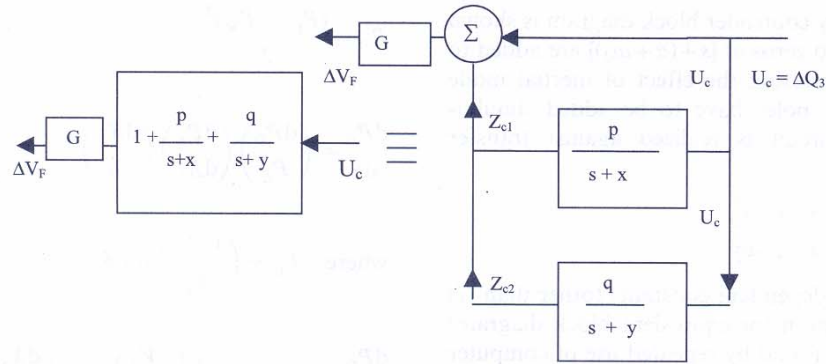 Σ
G
ΔV_F
U_c
U_c = ΔQ_3
Z_c1
p
s + x
U_c
Z_c2
q
s + y
1 + p/s+x + q/s+y
G
ΔV_F
U_c
≡